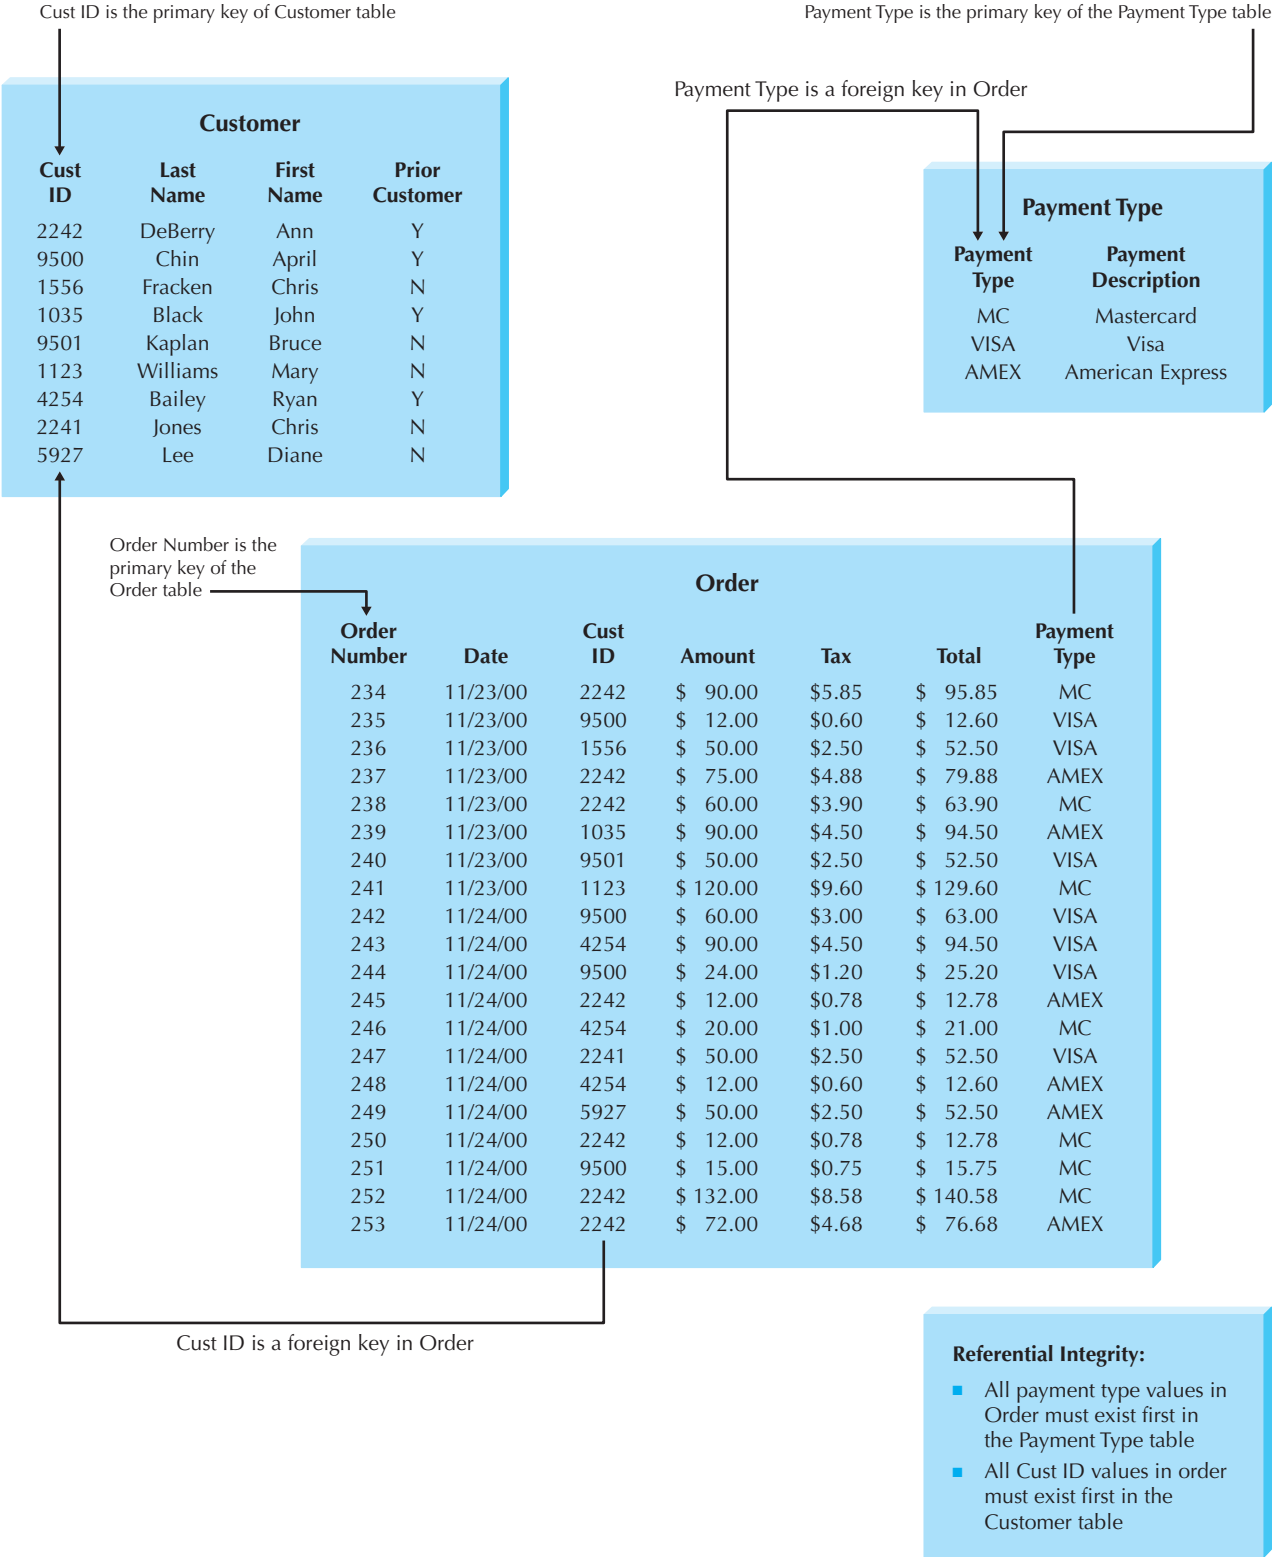 Cust ID is the primary key of Customer table
Payment Type is the primary key of the Payment Type table
Payment Type is a foreign key in Order
Customer
Cust ID Last Name First Name Prior Customer
2242 DeBerry Ann Y
9500 Chin April Y
1556 Fracken Chris N
1035 Black John Y
9501 Kaplan Bruce N
1123 Williams Mary N
4254 Bailey Ryan Y
2241 Jones Chris N
5927 Lee Diane N
Payment Type
Payment Type Payment Description
MC Mastercard
VISA Visa
AMEX American Express
Order Number is the
primary key of the
Order table
Order
Order Number Date Cust ID Amount Tax Total Payment Type
234 11/23/00 2242 $ 90.00 $5.85 $ 95.85 MC
235 11/23/00 9500 $ 12.00 $0.60 $ 12.60 VISA
236 11/23/00 1556 $ 50.00 $2.50 $ 52.50 VISA
237 11/23/00 2242 $ 75.00 $4.88 $ 79.88 AMEX
238 11/23/00 2242 $ 60.00 $3.90 $ 63.90 MC
239 11/23/00 1035 $ 90.00 $4.50 $ 94.50 AMEX
240 11/23/00 9501 $ 50.00 $2.50 $ 52.50 VISA
241 11/23/00 1123 $ 120.00 $9.60 $ 129.60 MC
242 11/24/00 9500 $ 60.00 $3.00 $ 63.00 VISA
243 11/24/00 4254 $ 90.00 $4.50 $ 94.50 VISA
244 11/24/00 9500 $ 24.00 $1.20 $ 25.20 VISA
245 11/24/00 2242 $ 12.00 $0.78 $ 12.78 AMEX
246 11/24/00 4254 $ 20.00 $1.00 $ 21.00 MC
247 11/24/00 2241 $ 50.00 $2.50 $ 52.50 VISA
248 11/24/00 4254 $ 12.00 $0.60 $ 12.60 AMEX
249 11/24/00 5927 $ 50.00 $2.50 $ 52.50 AMEX
250 11/24/00 2242 $ 12.00 $0.78 $ 12.78 MC
251 11/24/00 9500 $ 15.00 $0.75 $ 15.75 MC
252 11/24/00 2242 $ 132.00 $8.58 $ 140.58 MC
253 11/24/00 2242 $ 72.00 $4.68 $ 76.68 AMEX
Cust ID is a foreign key in Order
Referential Integrity:
■ All payment type values in
Order must exist first in
the Payment Type table
■ All Cust ID values in order
must exist first in the
Customer table